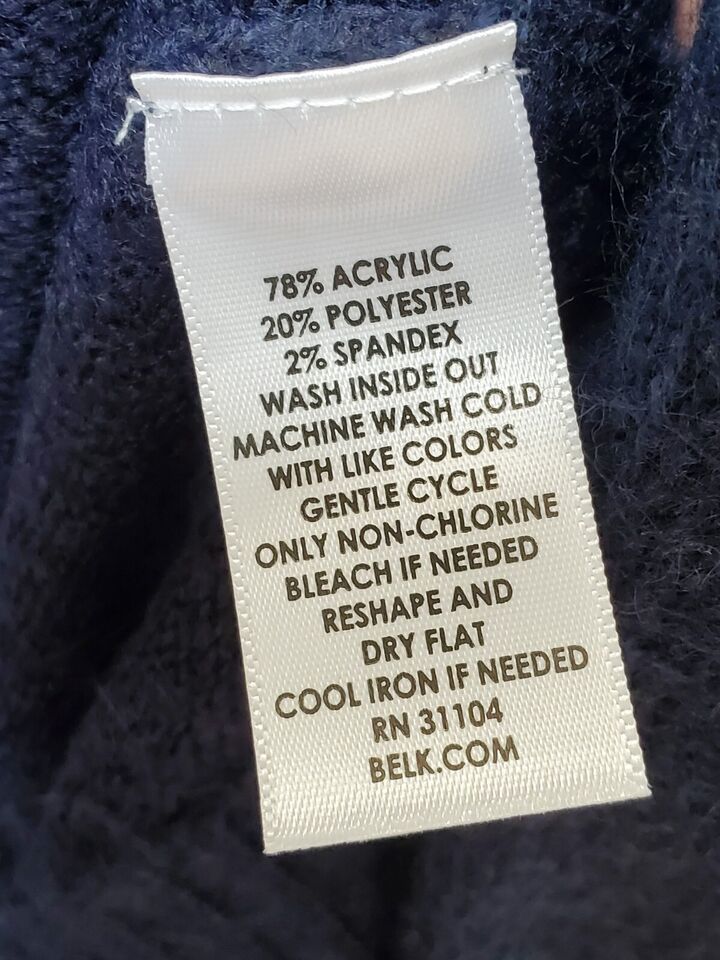 78% ACRYLIC
20% POLYESTER
2% SPANDEX
WASH INSIDE OUT
MACHINE WASH COLD
WITH LIKE COLORS
GENTLE CYCLE
ONLY NON-CHLORINE
BLEACH IF NEEDED
RESHAPE AND
DRY FLAT
COOL IRON IF NEEDED
RN 31104
BELK.COM